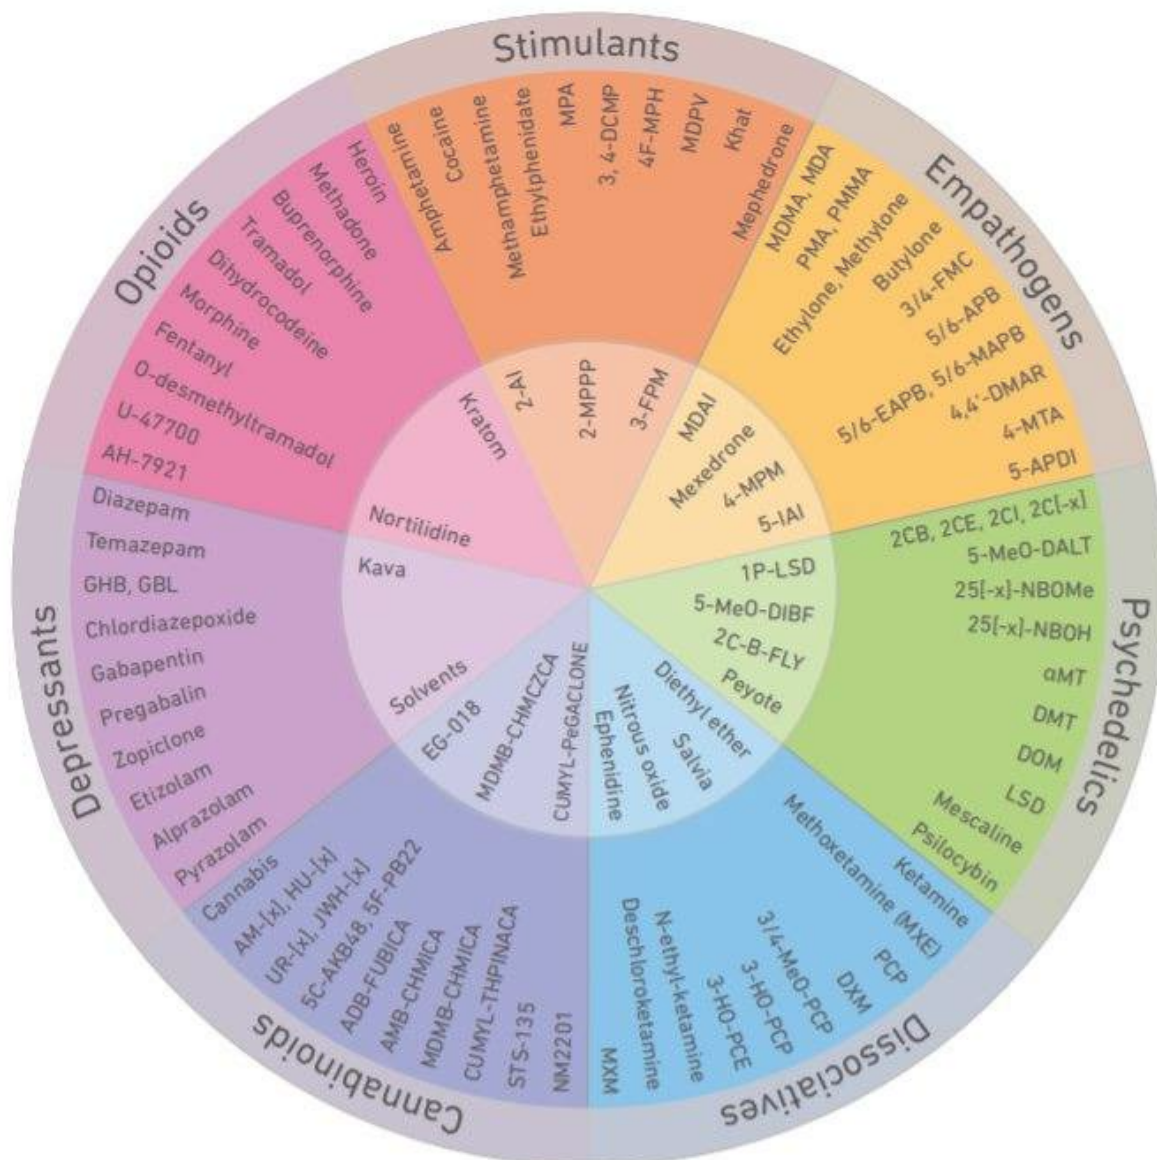 Stimulants
Amphetamine
Cocaine
Methamphetamine
Ethylphenidate
MPA
3, 4-DCMP
4F-MPH
MDPV
Khat
Mephedrone
2-AI
2-MPPP
3-FPM
Empathogens
MDMA, MDA
PMA, PMMA
Ethylone, Methylone
Butylone
3/4-FMC
5/6-APB
5/6-EAPB, 5/6-MAPB
4,4'-DMAR
4-MTA
5-APDI
MDAI
Mexedrone
4-MPM
5-IAI
Psychedelics
2CB, 2CE, 2CI, 2C[-x]
5-MeO-DALT
25[-x]-NBOMe
25[-x]-NBOH
αMT
DMT
DOM
LSD
Mescaline
Psilocybin
1P-LSD
5-MeO-DIBF
2C-B-FLY
Peyote
Dissociatives
Ketamine
Methoxetamine (MXE)
PCP
DXM
3/4-MeO-PCP
3-HO-PCP
3-HO-PCE
N-ethyl-ketamine
Deschloroketamine
MXM
Diethyl ether
Salvia
Nitrous oxide
Ephenidine
Cannabinoids
NM2201
STS-135
CUMYL-THPINACA
MDMB-CHMICA
AMB-CHMICA
ADB-FUBICA
5C-AKB48, 5F-PB22
UR-[x], JWH-[x]
AM-[x], HU-[x]
Cannabis
CUMYL-PeGACLONE
MDMB-CHMCZCA
EG-018
Depressants
Pyrazolam
Alprazolam
Etizolam
Zopiclone
Pregabalin
Gabapentin
Chlordiazepoxide
GHB, GBL
Temazepam
Diazepam
Solvents
Kava
Opioids
AH-7921
U-47700
O-desmethyltramadol
Fentanyl
Morphine
Dihydrocodeine
Tramadol
Buprenorphine
Methadone
Heroin
Nortilidine
Kratom